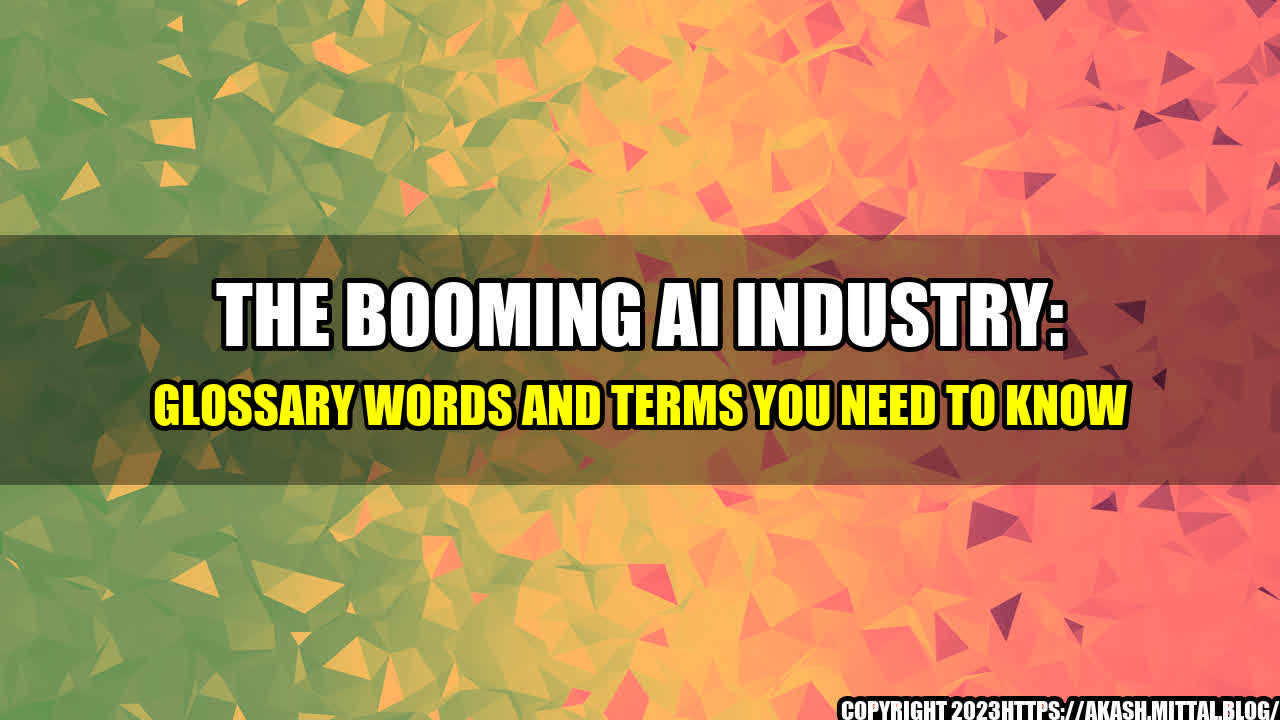 THE BOOMING AI INDUSTRY:
GLOSSARY WORDS AND TERMS YOU NEED TO KNOW
COPYRIGHT 2023HTTPS://AKASH.MITTAL.BLOG/